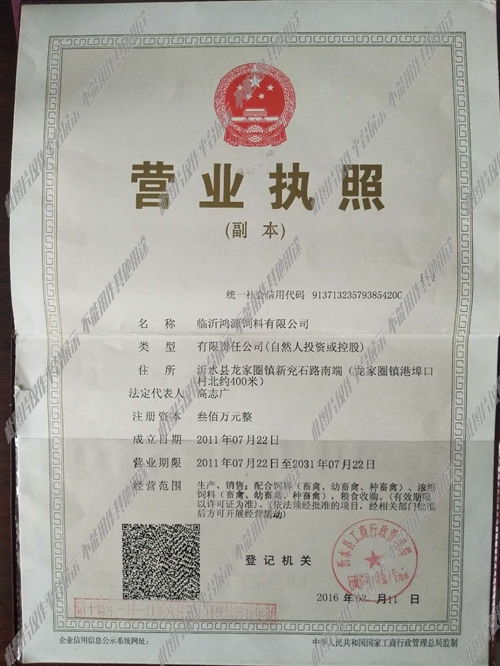 营业执照
(副 本)
统一社会信用代码 91371323579385420C
名 称 临沂鸿源饲料有限公司
类 型 有限责任公司(自然人投资或控股)
住 所 沂水县龙家圈镇新兖石路南端（龙家圈镇港埠口
村北约400米）
法定代表人 高志广
注册资本 叁佰万元整
成立日期 2011年07月22日
营业期限 2011年07月22日至2031年07月22日
经营范围 生产、销售：配合饲料（畜禽、幼畜禽、种畜禽）、浓缩
饲料（畜禽、幼畜禽、种畜禽），粮食收购。（有效期限
以许可证为准）。（依法须经批准的项目，经相关部门批准
后方可开展经营活动）
登记机关
沂水县工商行政管理局
2016 年 月 11 日
企业信用信息公示系统网址：
中华人民共和国国家工商行政管理总局监制